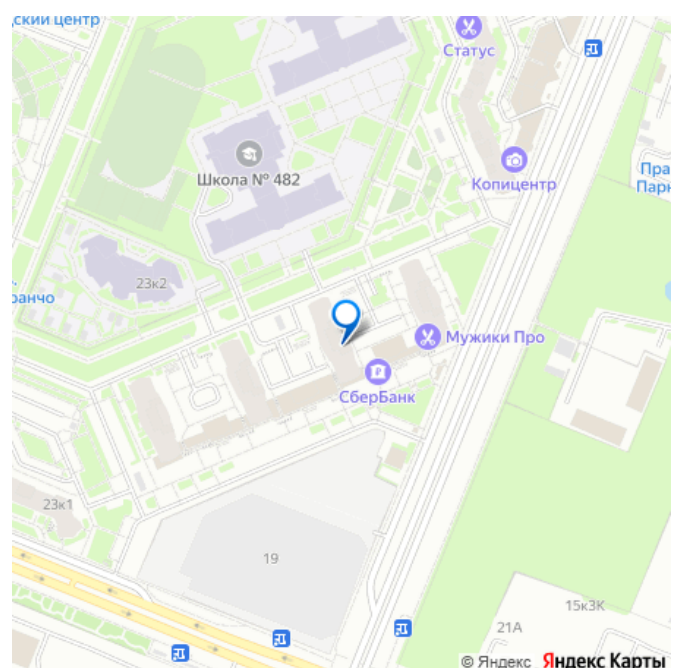 дский центр
Статус
Школа № 482
Копицентр
Пра
Парк
23к2
ранчо
Мужики Про
СберБанк
23к1
19
15к3К
21А
© Яндекс Яндекс Карты